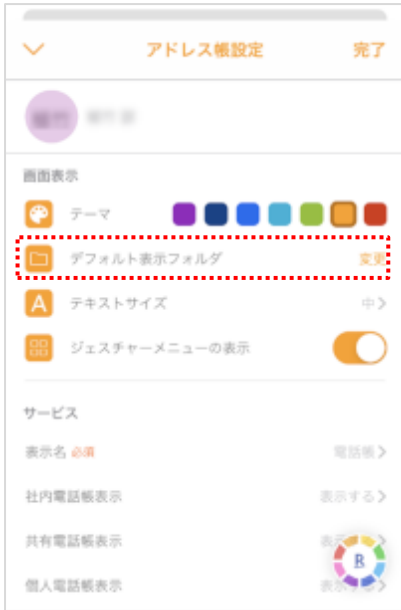 アドレス帳設定 完了
画面表示
テーマ
デフォルト表示フォルダ 変更
A テキストサイズ 中
ジェスチャーメニューの表示
サービス
表示名 必須 電話帳
社内電話帳表示 表示する
共有電話帳表示
R
個人電話帳表示